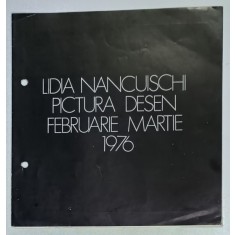 LIDIA NANCUISCHI
PICTURA DESEN
FEBRUARIE MARTIE
1976